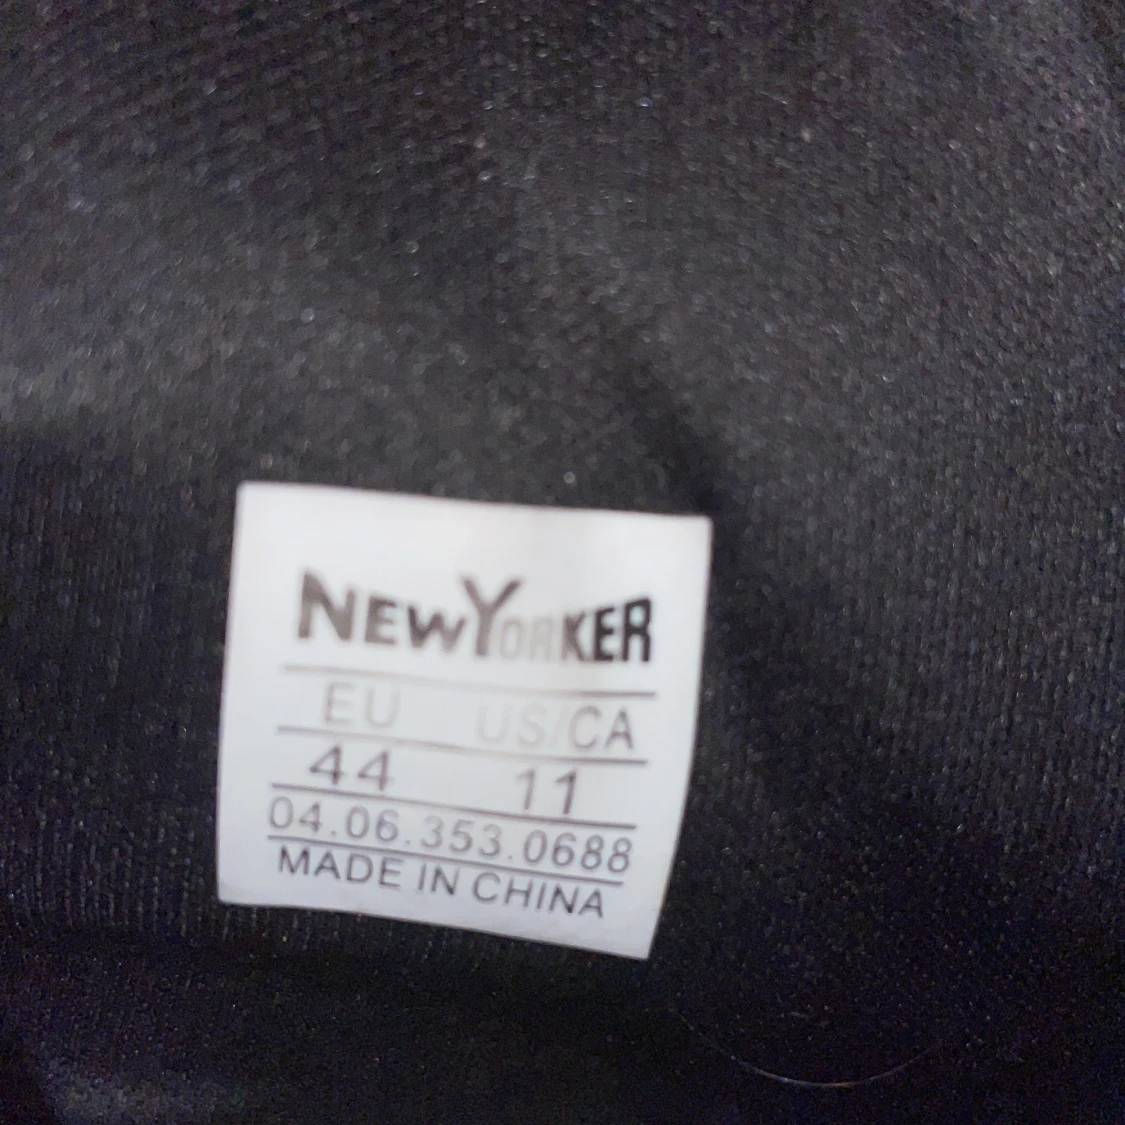 NEWYORKER
EU US/CA
44 11
04.06.353.0688
MADE IN CHINA